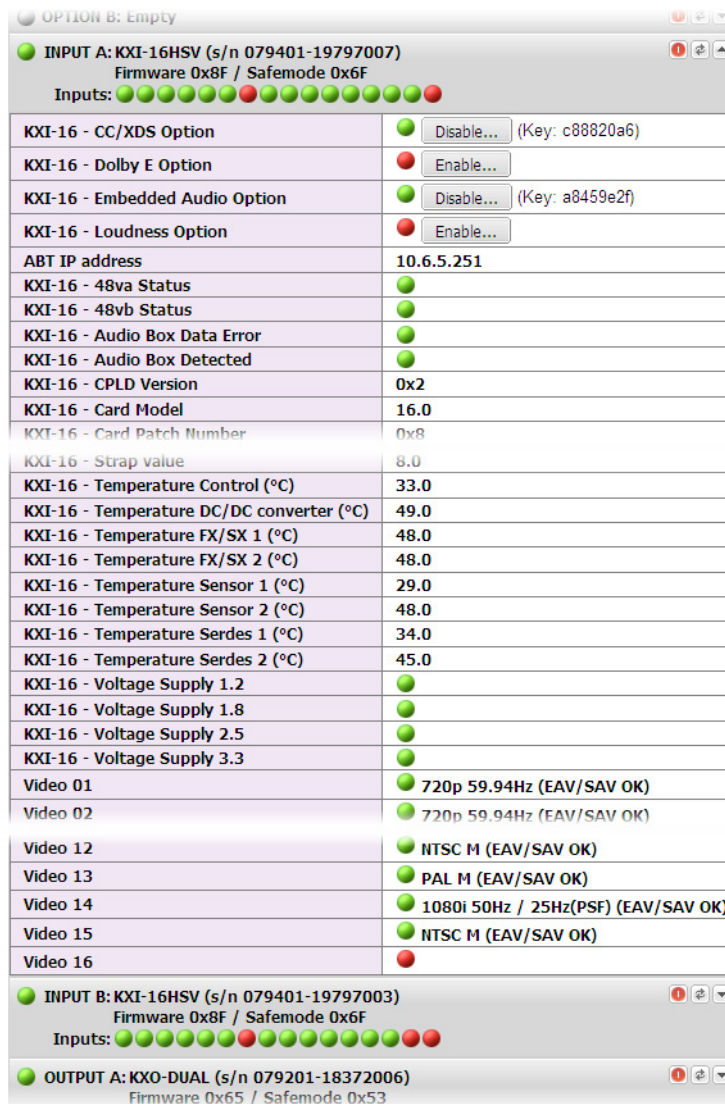 OPTION B: Empty
INPUT A: KXI-16HSV (s/n 079401-19797007)
Firmware 0x8F / Safemode 0x6F
Inputs:
KXI-16 - CC/XDS Option Disable... (Key: c88820a6)
KXI-16 - Dolby E Option Enable...
KXI-16 - Embedded Audio Option Disable... (Key: a8459e2f)
KXI-16 - Loudness Option Enable...
ABT IP address 10.6.5.251
KXI-16 - 48va Status
KXI-16 - 48vb Status
KXI-16 - Audio Box Data Error
KXI-16 - Audio Box Detected
KXI-16 - CPLD Version 0x2
KXI-16 - Card Model 16.0
KXI-16 - Card Patch Number 0x8
KXI-16 - Strap value 8.0
KXI-16 - Temperature Control (°C) 33.0
KXI-16 - Temperature DC/DC converter (°C) 49.0
KXI-16 - Temperature FX/SX 1 (°C) 48.0
KXI-16 - Temperature FX/SX 2 (°C) 48.0
KXI-16 - Temperature Sensor 1 (°C) 29.0
KXI-16 - Temperature Sensor 2 (°C) 48.0
KXI-16 - Temperature Serdes 1 (°C) 34.0
KXI-16 - Temperature Serdes 2 (°C) 45.0
KXI-16 - Voltage Supply 1.2
KXI-16 - Voltage Supply 1.8
KXI-16 - Voltage Supply 2.5
KXI-16 - Voltage Supply 3.3
Video 01 720p 59.94Hz (EAV/SAV OK)
Video 02 720p 59.94Hz (EAV/SAV OK)
Video 12 NTSC M (EAV/SAV OK)
Video 13 PAL M (EAV/SAV OK)
Video 14 1080i 50Hz / 25Hz(PSF) (EAV/SAV OK)
Video 15 NTSC M (EAV/SAV OK)
Video 16
INPUT B: KXI-16HSV (s/n 079401-19797003)
Firmware 0x8F / Safemode 0x6F
Inputs:
OUTPUT A: KXO-DUAL (s/n 079201-18372006)
Firmware 0x65 / Safemode 0x53